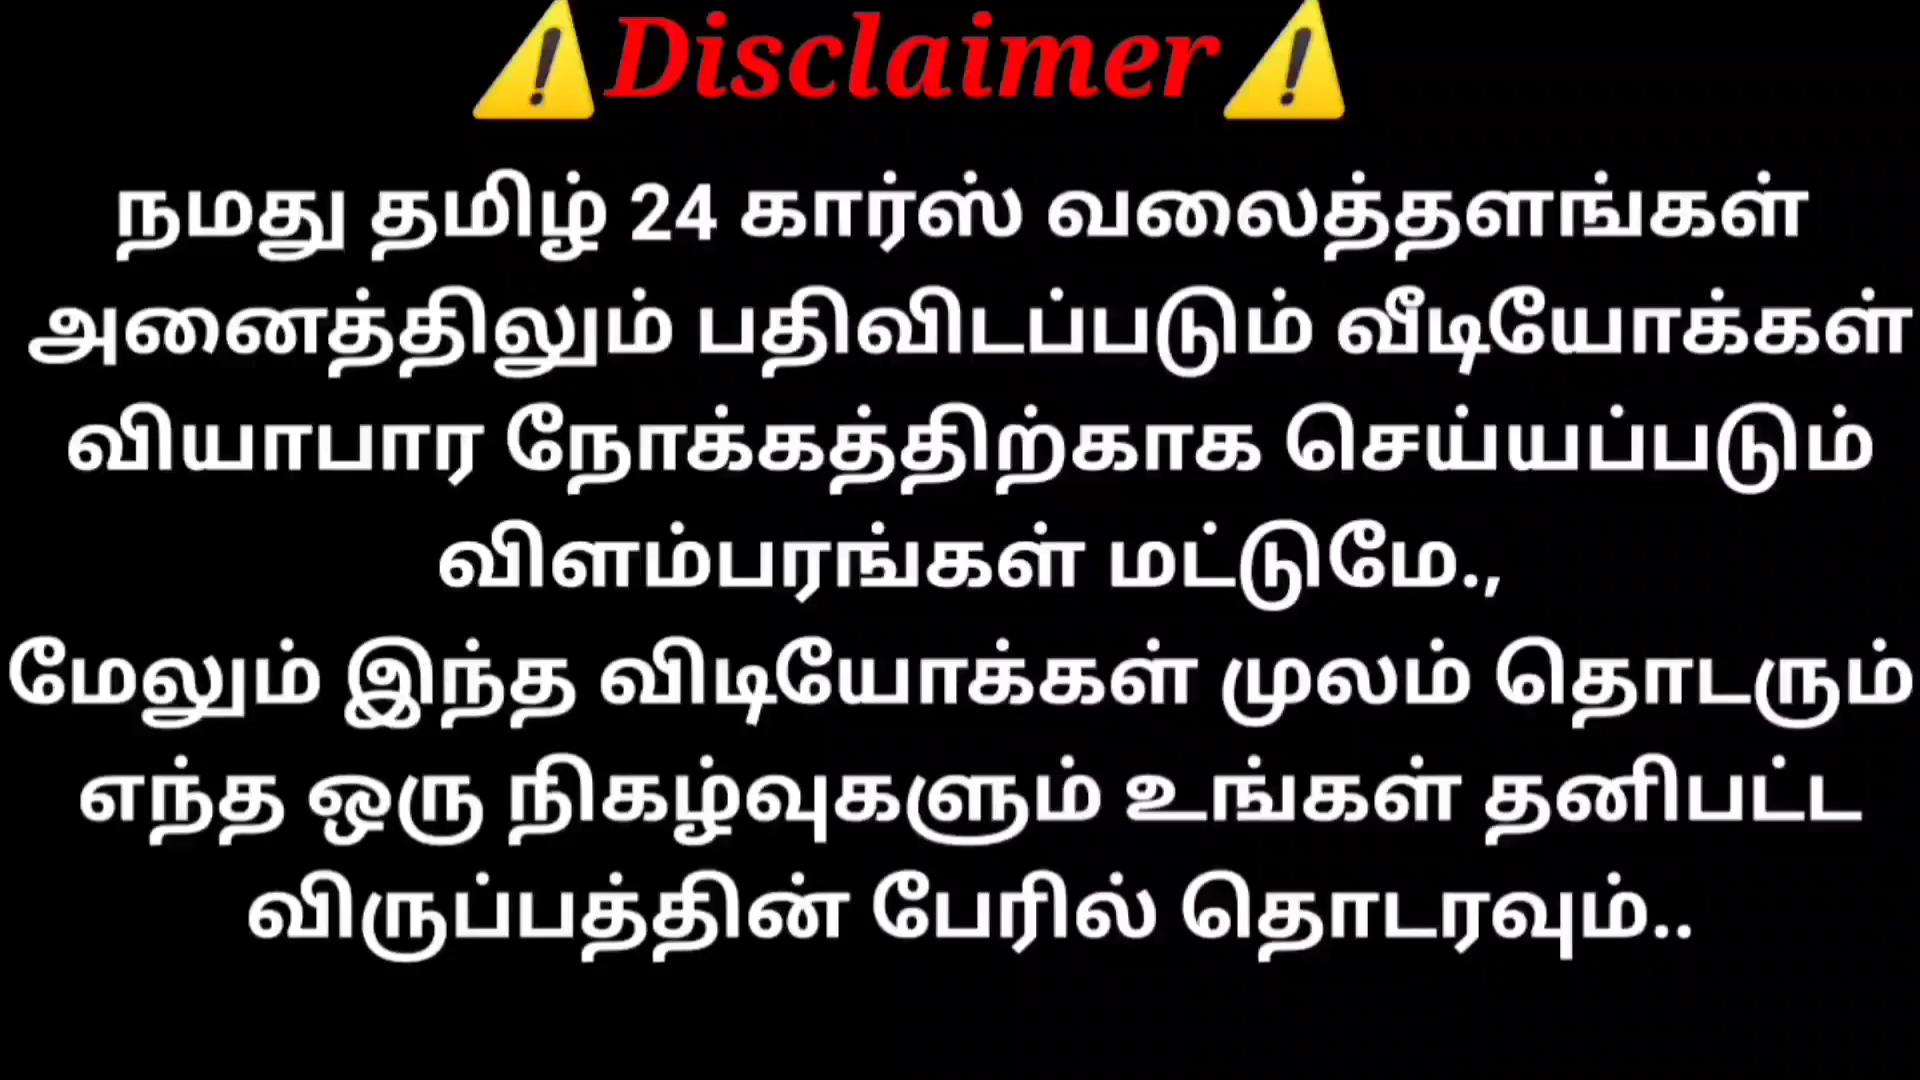 ⚠️Disclaimer⚠️
நமது தமிழ் 24 கார்ஸ் வலைத்தளங்கள்
அனைத்திலும் பதிவிடப்படும் வீடியோக்கள்
வியாபார நோக்கத்திற்காக செய்யப்படும்
விளம்பரங்கள் மட்டுமே.,
மேலும் இந்த விடியோக்கள் முலம் தொடரும்
எந்த ஒரு நிகழ்வுகளும் உங்கள் தனிபட்ட
விருப்பத்தின் பேரில் தொடரவும்..